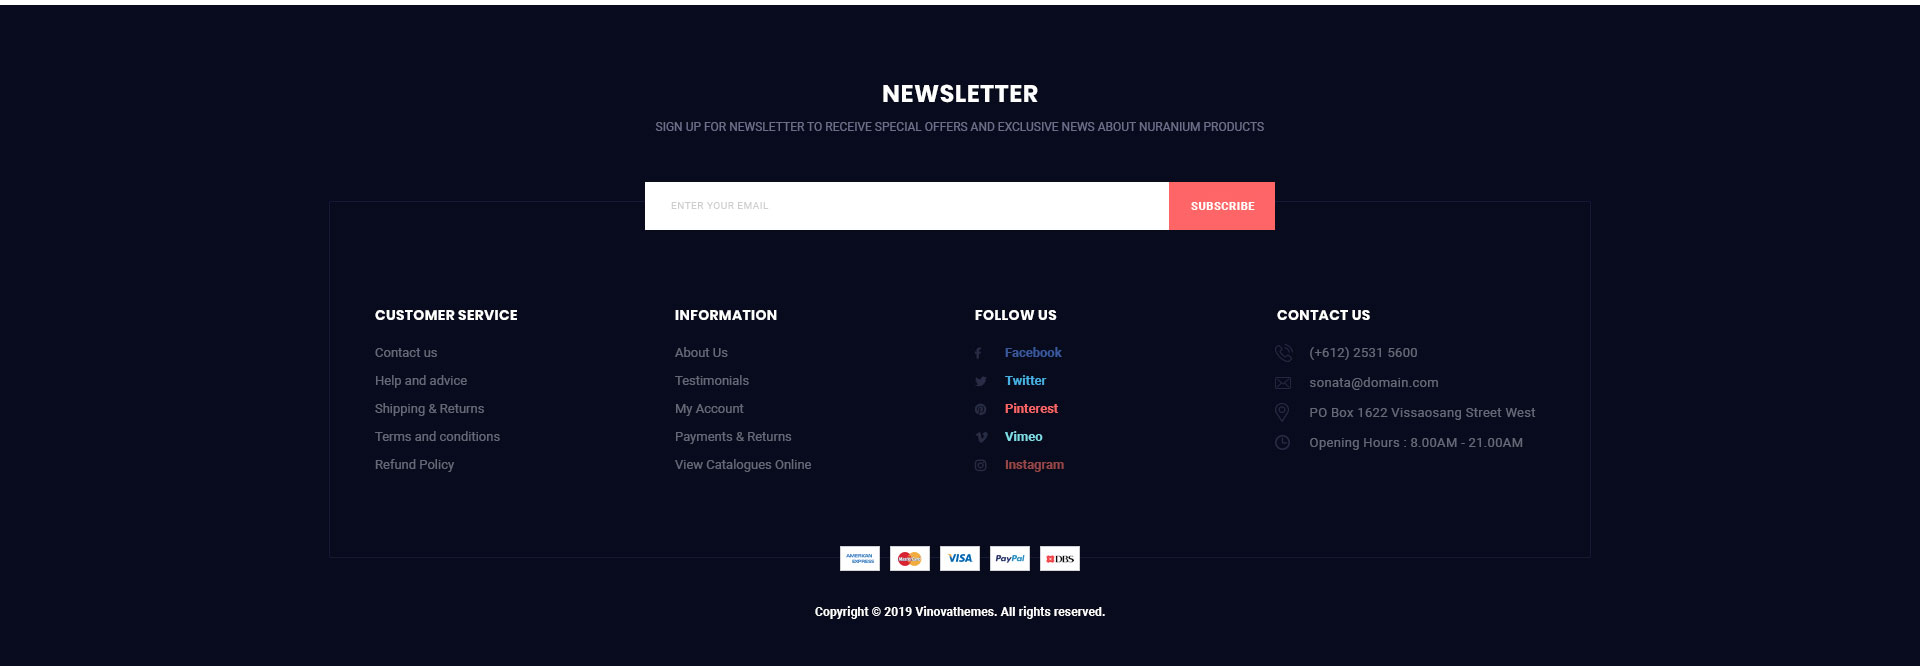 NEWSLETTER
SIGN UP FOR NEWSLETTER TO RECEIVE SPECIAL OFFERS AND EXCLUSIVE NEWS ABOUT NURANIUM PRODUCTS
ENTER YOUR EMAIL
SUBSCRIBE
CUSTOMER SERVICE
Contact us
Help and advice
Shipping & Returns
Terms and conditions
Refund Policy
INFORMATION
About Us
Testimonials
My Account
Payments & Returns
View Catalogues Online
FOLLOW US
Facebook
Twitter
Pinterest
Vimeo
Instagram
CONTACT US
(+612) 2531 5600
sonata@domain.com
PO Box 1622 Vissaosang Street West
Opening Hours : 8.00AM - 21.00AM
AMERICAN
EXPRESS
MasterCard
VISA
PayPal
DBS
Copyright © 2019 Vinovathemes. All rights reserved.